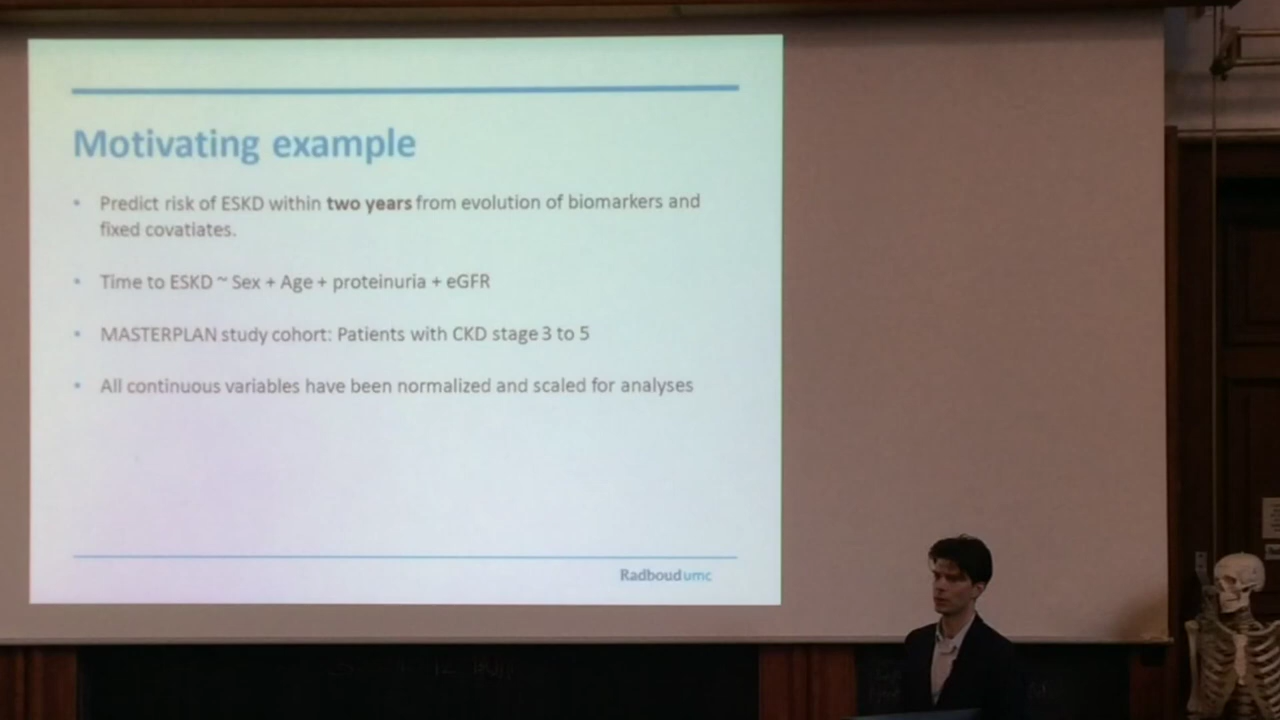 Motivating example
• Predict risk of ESKD within two years from evolution of biomarkers and
fixed covatiates.
• Time to ESKD ~ Sex + Age + proteinuria + eGFR
• MASTERPLAN study cohort: Patients with CKD stage 3 to 5
• All continuous variables have been normalized and scaled for analyses
Radboudumc